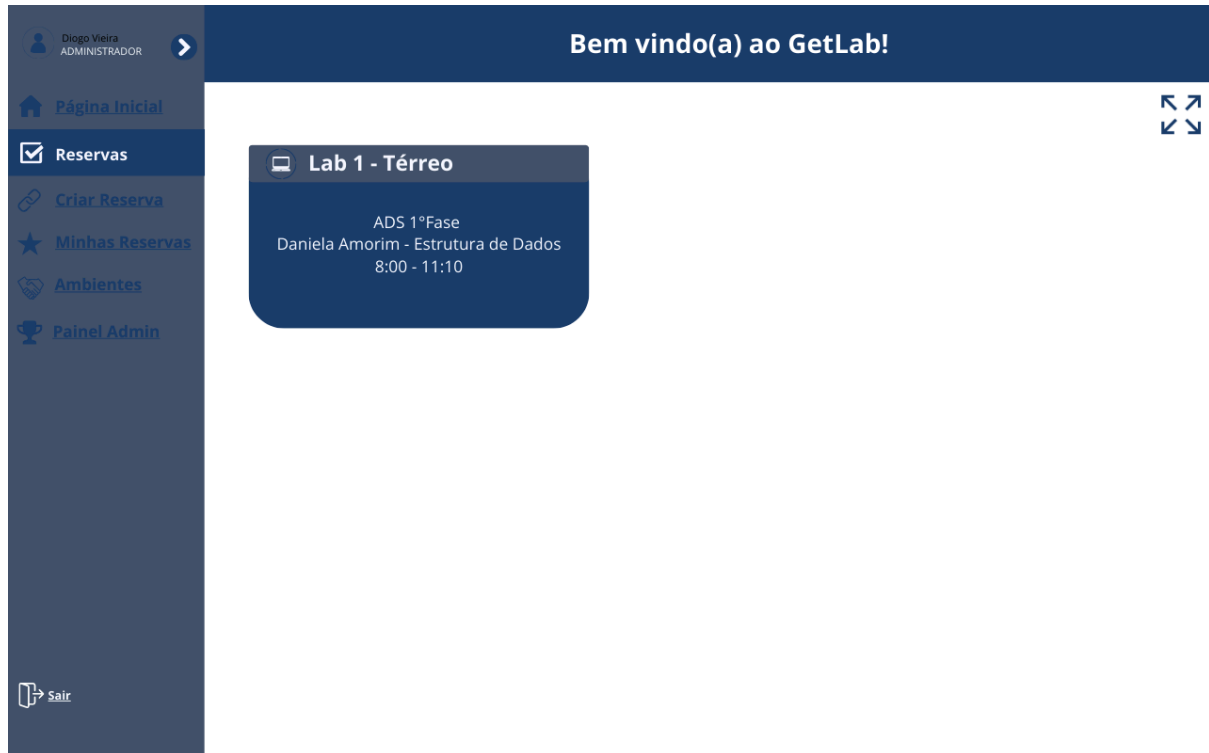 Diogo Vieira
ADMINISTRADOR
Bem vindo(a) ao GetLab!
Página Inicial
Reservas
Criar Reserva
Minhas Reservas
Ambientes
Painel Admin
Sair
Lab 1 - Térreo
ADS 1°Fase
Daniela Amorim - Estrutura de Dados
8:00 - 11:10